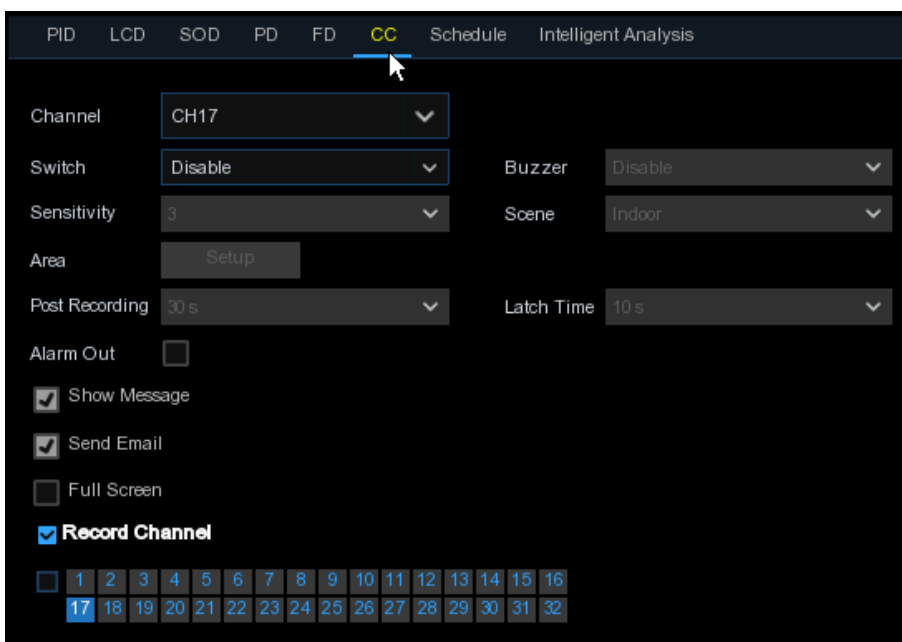 PID LCD SOD PD FD CC Schedule Intelligent Analysis
Channel CH17
Switch Disable Buzzer Disable
Sensitivity 3 Scene Indoor
Area Setup
Post Recording 30 s Latch Time 10 s
Alarm Out
Show Message
Send Email
Full Screen
Record Channel
1 2 3 4 5 6 7 8 9 10 11 12 13 14 15 16
17 18 19 20 21 22 23 24 25 26 27 28 29 30 31 32